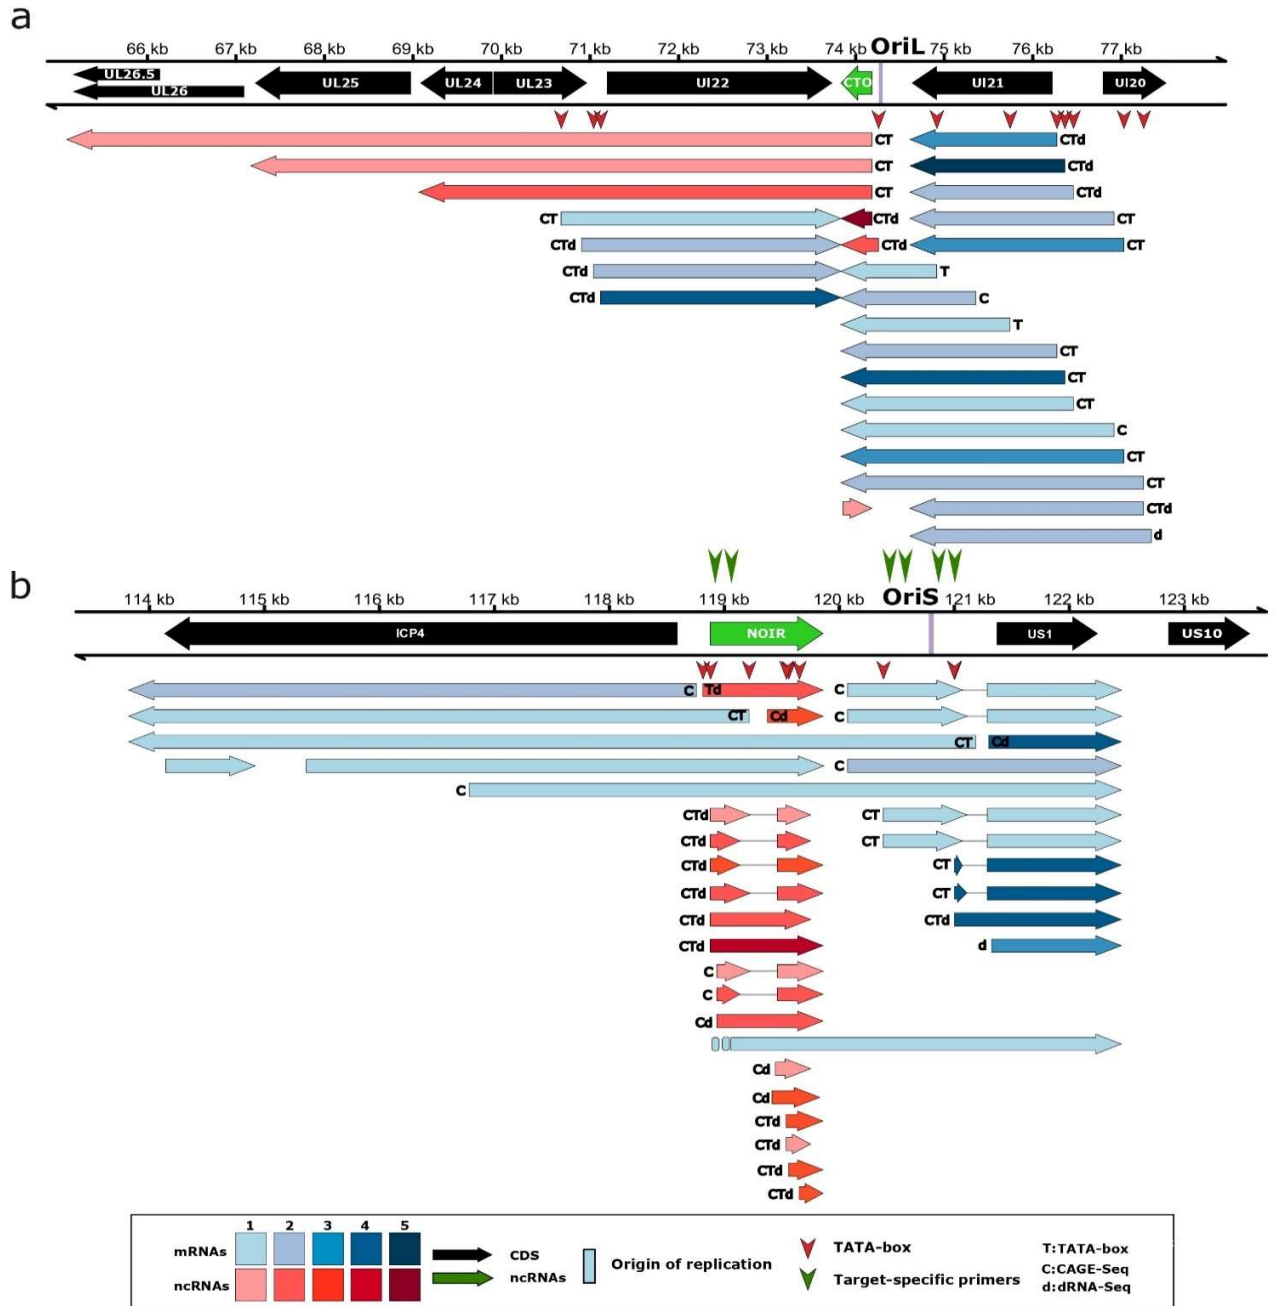 a
66 kb 67 kb 68 kb 69 kb 70 kb 71 kb 72 kb 73 kb 74 kb OriL 75 kb 76 kb 77 kb
UL26.5
UL26 UL25 UL24 UL23 Ul22 CTO Ul21 Ul20
CT CTd
CT CTd
CT CTd
CT CTd CT
CTd CTd CT
CTd T
CTd C
T
CT
CT
CT
C
CT
CT
CTd
d
b
114 kb 115 kb 116 kb 117 kb 118 kb 119 kb 120 kb OriS 121 kb 122 kb 123 kb
ICP4 NOIR US1 US10
C Td C
CT Cd C
CT Cd
C
C
CTd CT
CTd CT
CTd CT
CTd CT
CTd CTd
CTd d
C
C
Cd
Cd
Cd
CTd
CTd
CTd
CTd
1 2 3 4 5
mRNAs
ncRNAs
CDS
ncRNAs
Origin of replication
TATA-box
Target-specific primers
T:TATA-box
C:CAGE-Seq
d:dRNA-Seq